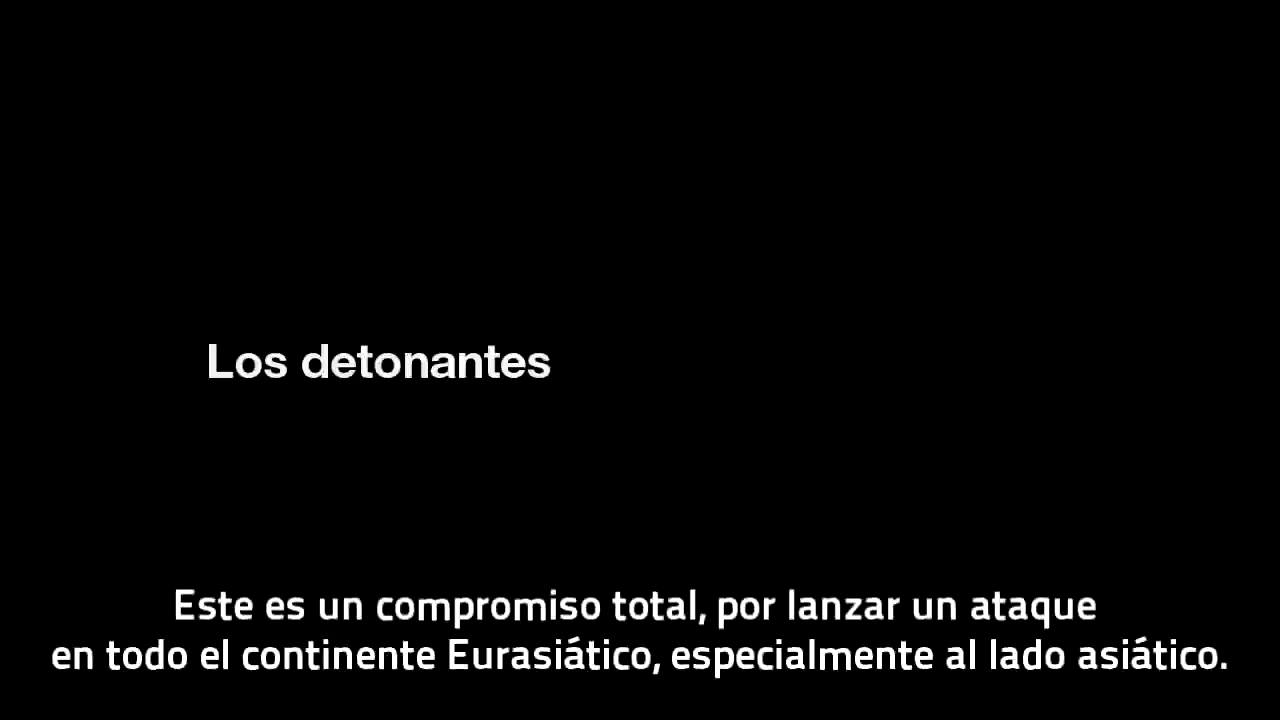 Los detonantes
Este es un compromiso total, por lanzar un ataque
en todo el continente Eurasiático, especialmente al lado asiático.